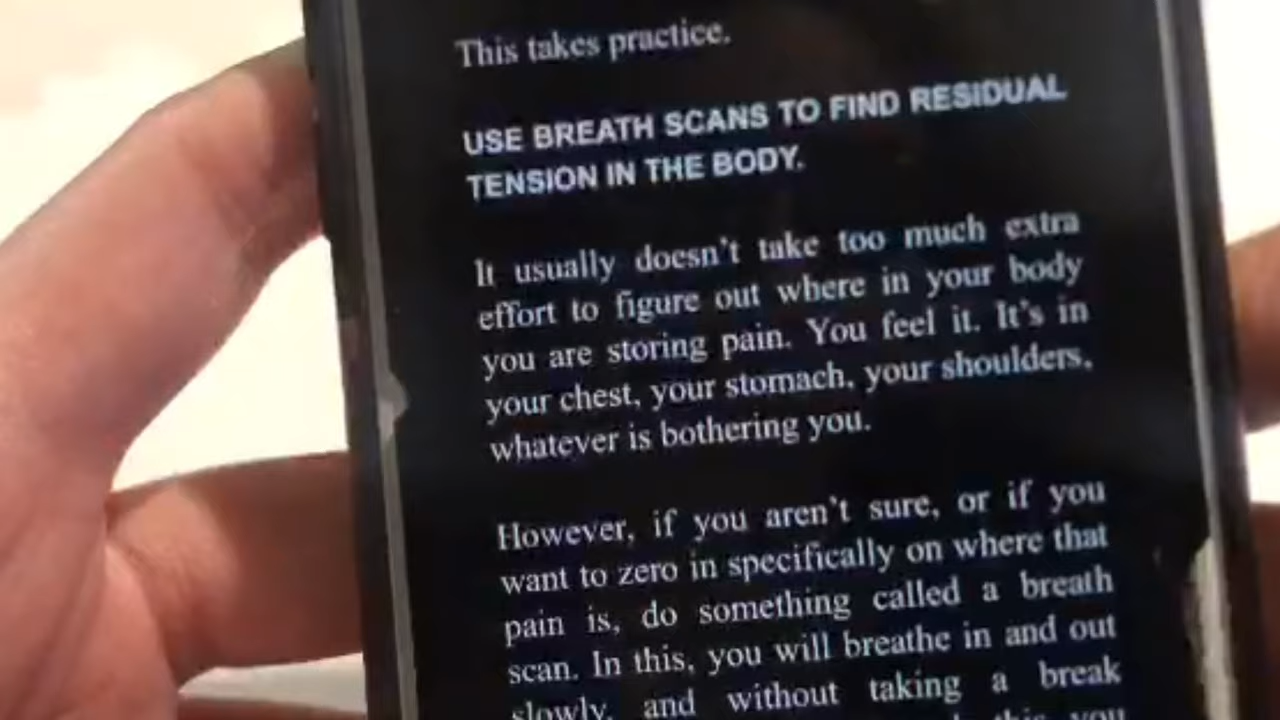 This takes practice.
USE BREATH SCANS TO FIND RESIDUAL
TENSION IN THE BODY.
It usually doesn't take too much extra
effort to figure out where in your body
you are storing pain. You feel it. It's in
your chest, your stomach, your shoulders,
whatever is bothering you.
However, if you aren't sure, or if you
want to zero in specifically on where that
pain is, do something called a breath
scan. In this, you will breathe in and out
slowly, and without taking a break
this you